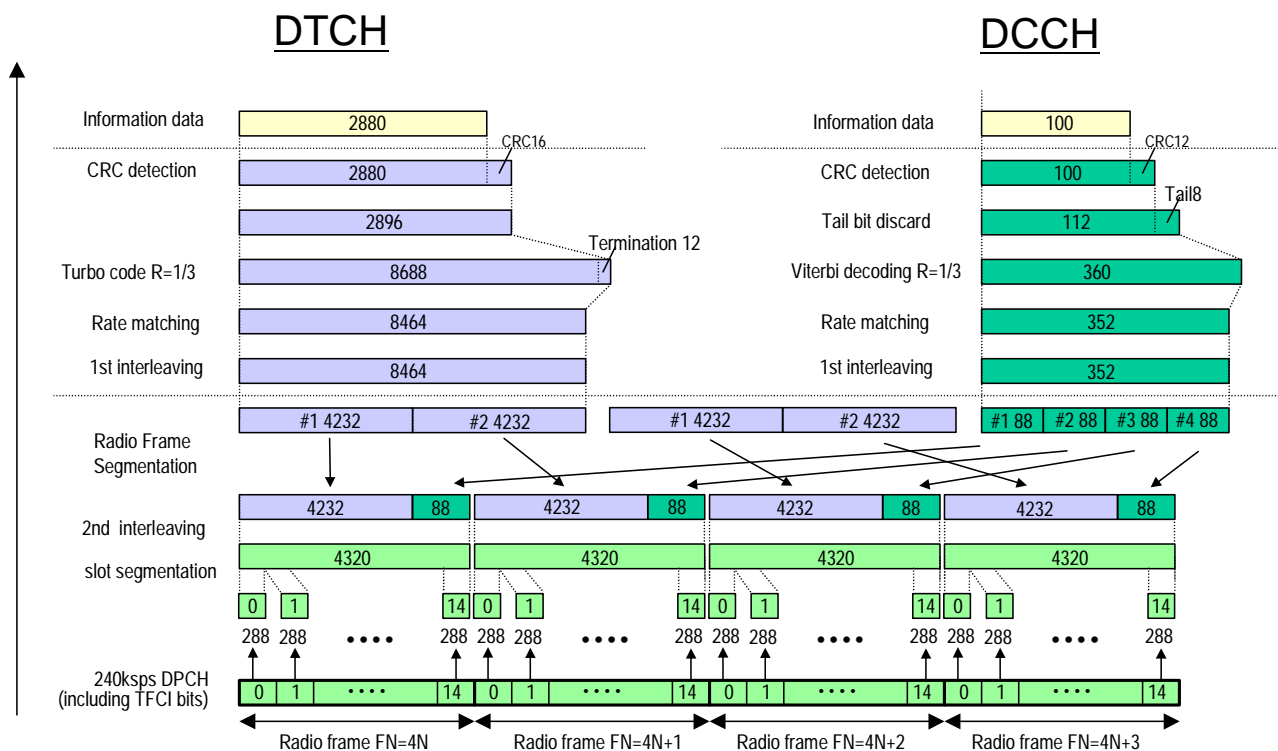 DTCH DCCH
Information data 2880 Information data 100
CRC16 CRC12
CRC detection 2880 CRC detection 100
Tail8
2896 Tail bit discard 112
Termination 12
Turbo code R=1/3 8688 Viterbi decoding R=1/3 360
Rate matching 8464 Rate matching 352
1st interleaving 8464 1st interleaving 352
#1 4232 #2 4232 #1 4232 #2 4232 #1 88 #2 88 #3 88 #4 88
Radio Frame
Segmentation
4232 88 4232 88 4232 88 4232 88
2nd interleaving
4320 4320 4320 4320
slot segmentation
0 1 14 0 1 14 0 1 14 0 1 14
288 288 •••• 288 288 288 •••• 288 288 288 •••• 288 288 288 •••• 288
240ksps DPCH
(including TFCI bits)
0 1 •••• 14 0 1 •••• 14 0 1 •••• 14 0 1 •••• 14
Radio frame FN=4N Radio frame FN=4N+1 Radio frame FN=4N+2 Radio frame FN=4N+3